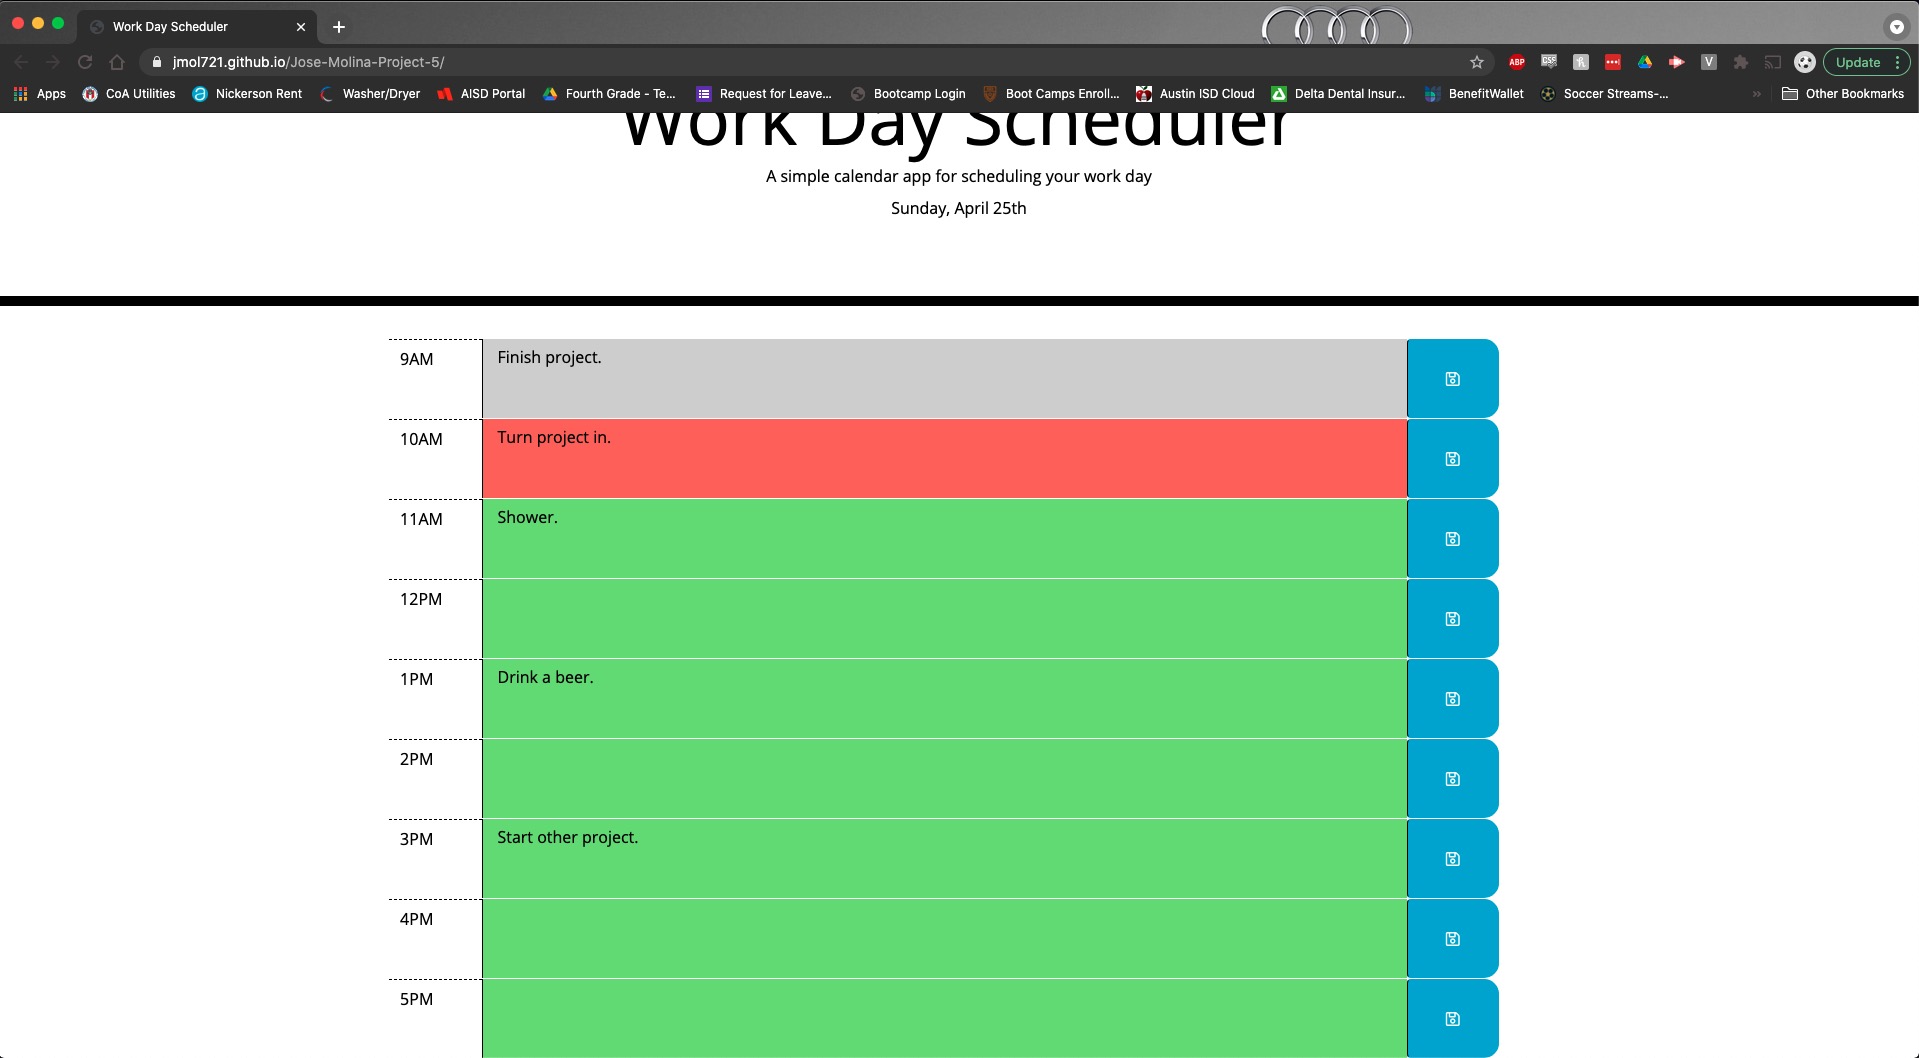 Work Day Scheduler
jmol721.github.io/Jose-Molina-Project-5/
ABP
CSS
V
Update
Apps
CoA Utilities
Nickerson Rent
Washer/Dryer
AISD Portal
Fourth Grade - Te...
Request for Leave...
Bootcamp Login
Boot Camps Enroll...
Austin ISD Cloud
Delta Dental Insur...
BenefitWallet
Soccer Streams-...
»
Other Bookmarks
Work Day Scheduler
A simple calendar app for scheduling your work day
Sunday, April 25th
9AM Finish project.
10AM Turn project in.
11AM Shower.
12PM
1PM Drink a beer.
2PM
3PM Start other project.
4PM
5PM